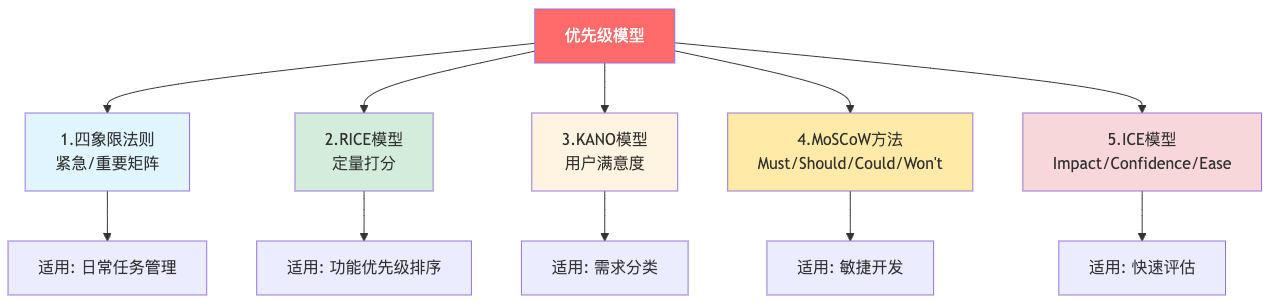 优先级模型
1.四象限法则
紧急/重要矩阵
2.RICE模型
定量打分
3.KANO模型
用户满意度
4.MoSCoW方法
Must/Should/Could/Won't
5.ICE模型
Impact/Confidence/Ease
适用: 日常任务管理
适用: 功能优先级排序
适用: 需求分类
适用: 敏捷开发
适用: 快速评估